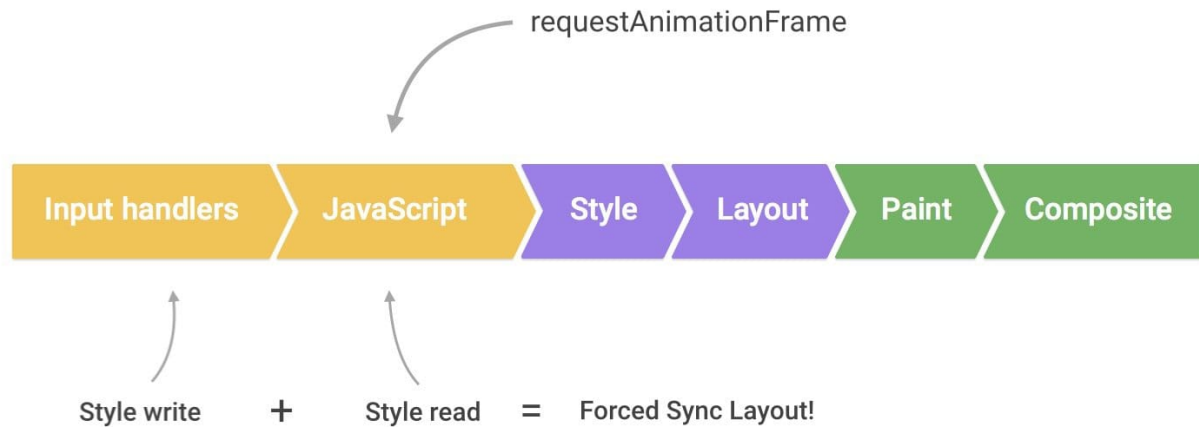 requestAnimationFrame
Input handlers
JavaScript
Style
Layout
Paint
Composite
Style write + Style read = Forced Sync Layout!